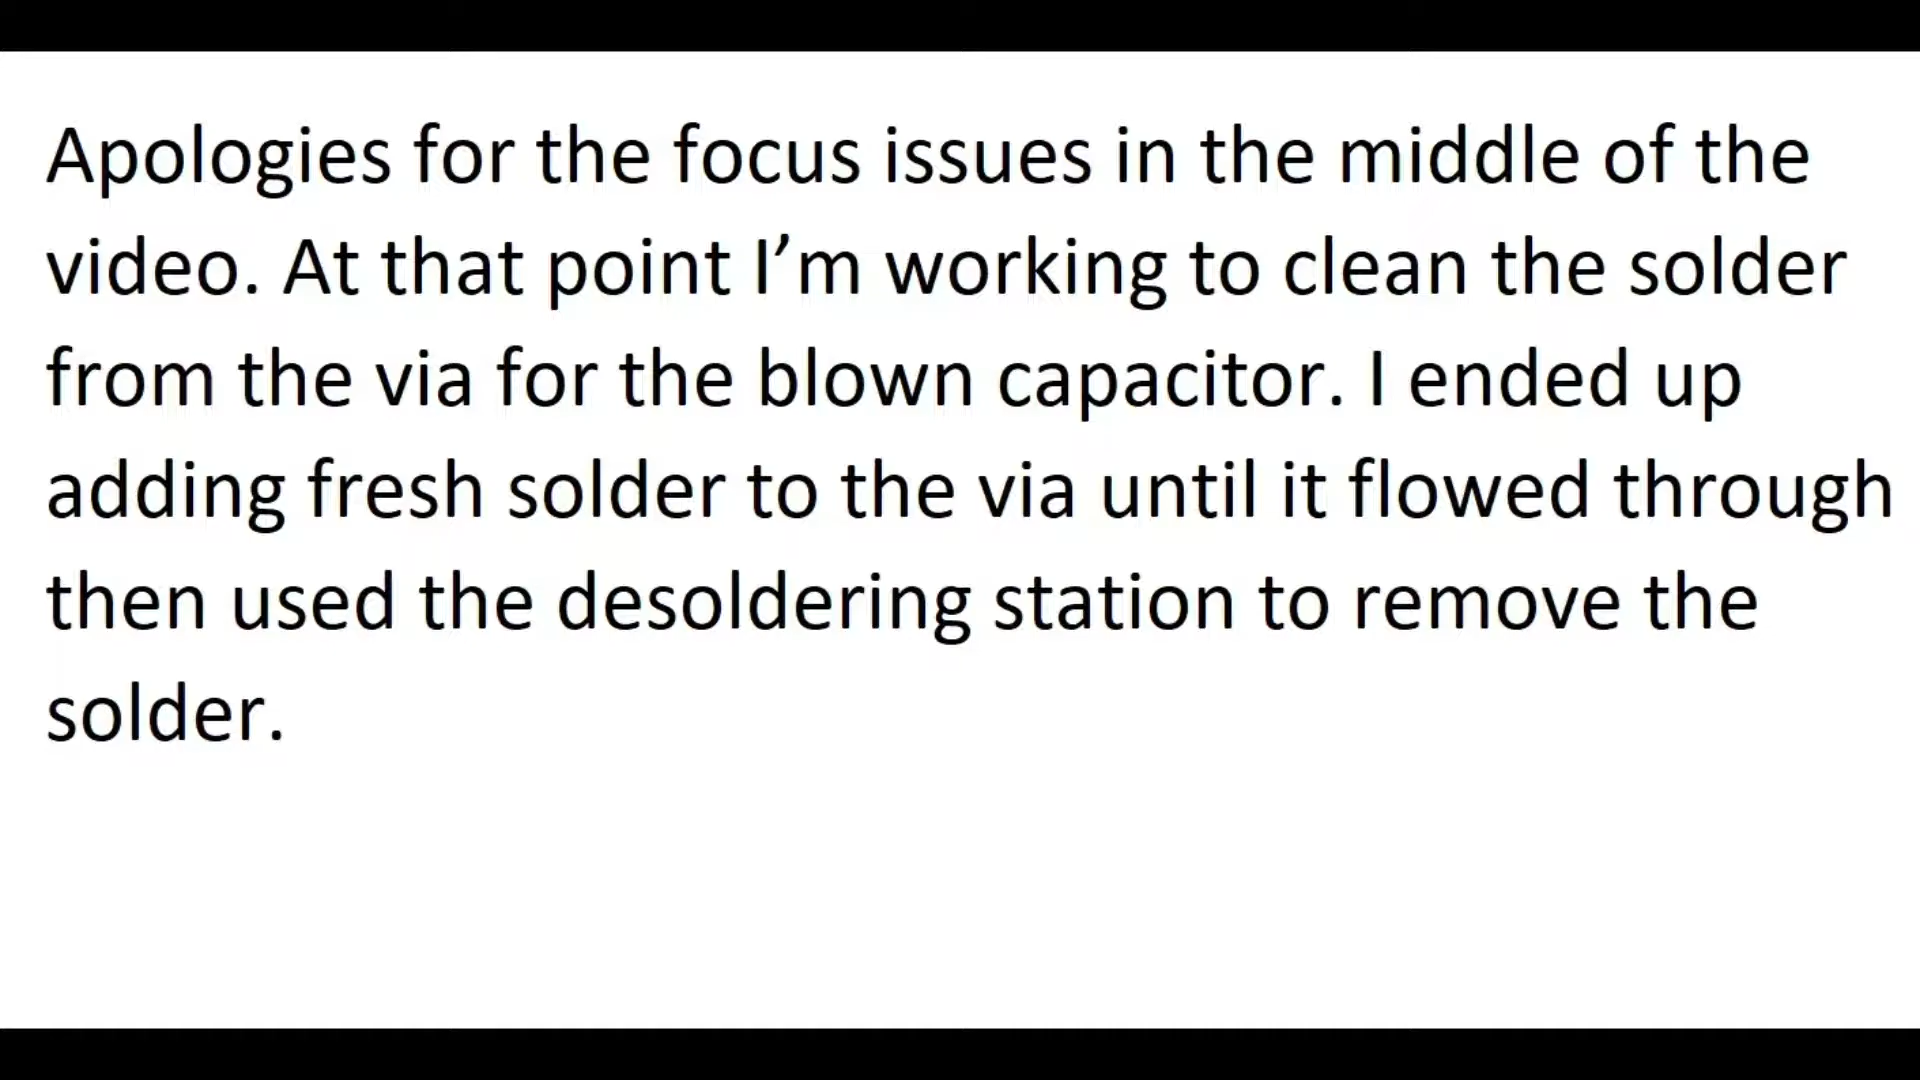 Apologies for the focus issues in the middle of the
video. At that point I’m working to clean the solder
from the via for the blown capacitor. I ended up
adding fresh solder to the via until it flowed through
then used the desoldering station to remove the
solder.